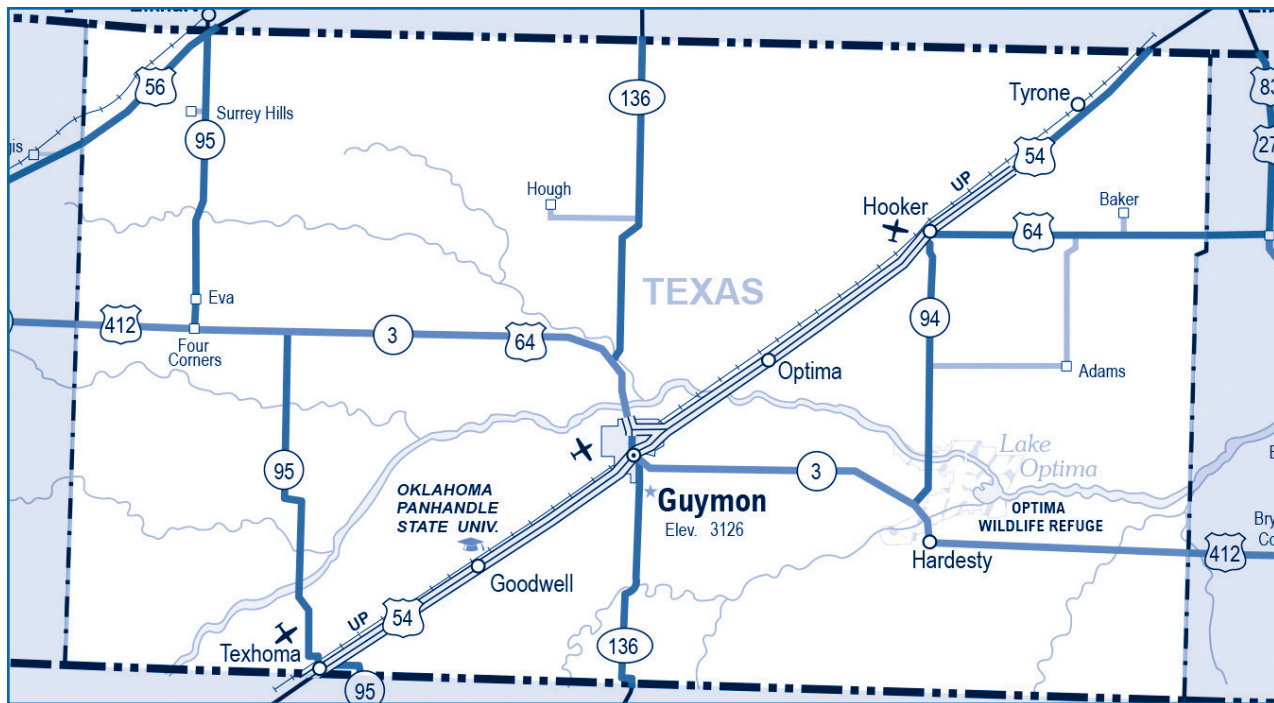 56
136
83
Tyrone
95
Surrey Hills
27
54
UP
Hough
Baker
Hooker
64
TEXAS
Eva
412
3
64
94
Four
Corners
Optima
Adams
Lake
Optima
95
3
OKLAHOMA
PANHANDLE
STATE UNIV.
Guymon
Elev. 3126
OPTIMA
WILDLIFE REFUGE
Hardesty
412
Goodwell
54
UP
Texhoma
136
95